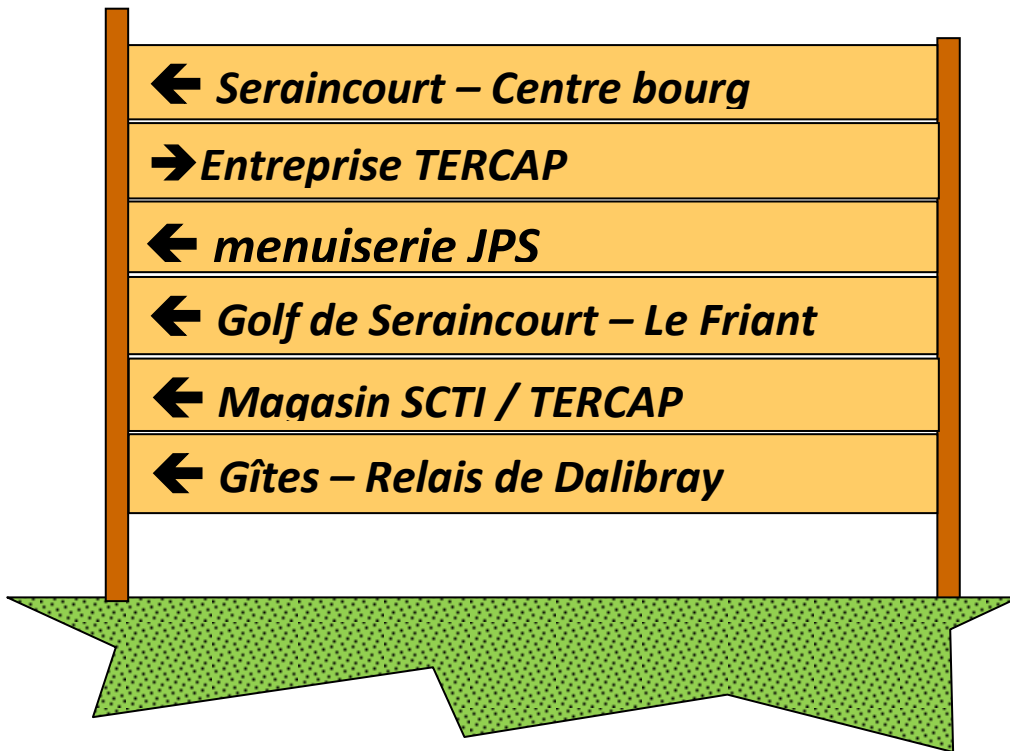 ← Seraincourt – Centre bourg
→Entreprise TERCAP
← menuiserie JPS
← Golf de Seraincourt – Le Friant
← Magasin SCTI / TERCAP
← Gîtes – Relais de Dalibray